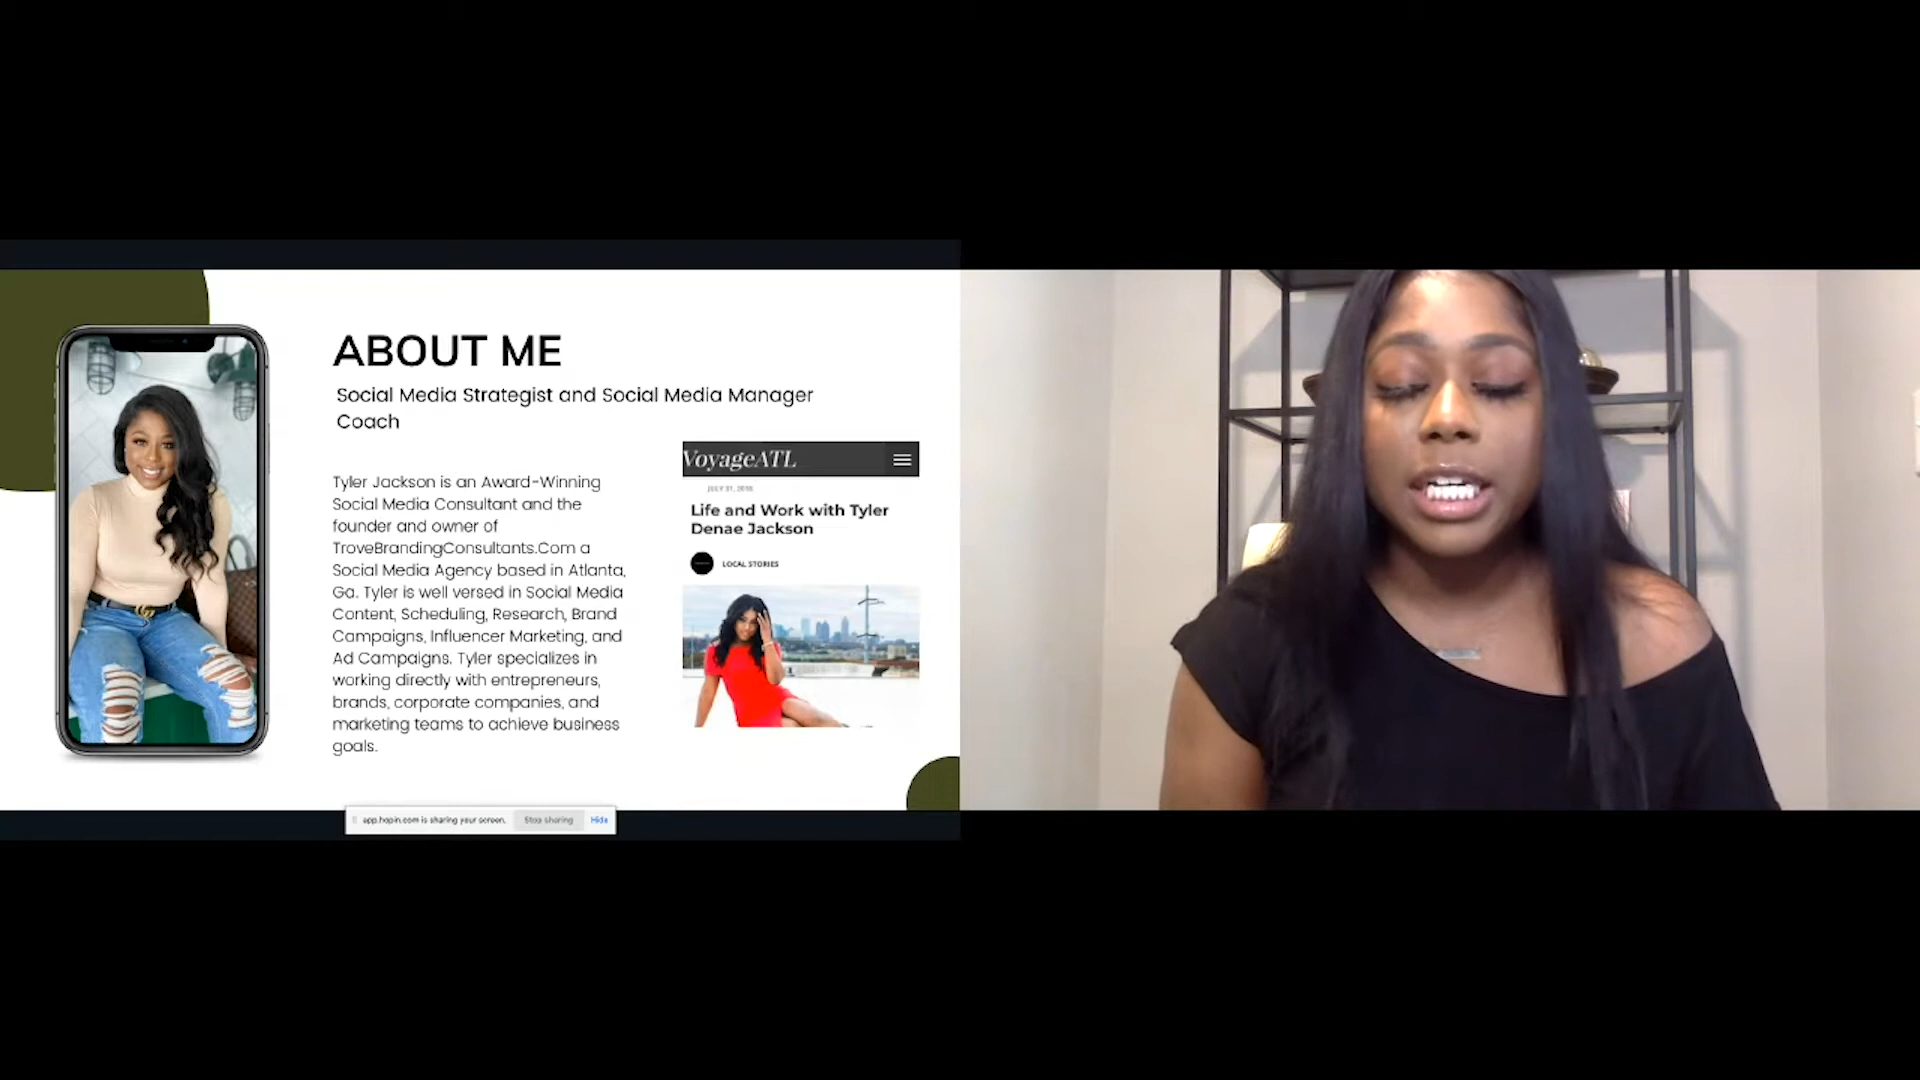 ABOUT ME
Social Media Strategist and Social Media Manager
Coach
Tyler Jackson is an Award-Winning
Social Media Consultant and the
founder and owner of
TroveBrandingConsultants.Com a
Social Media Agency based in Atlanta,
Ga. Tyler is well versed in Social Media
Content, Scheduling, Research, Brand
Campaigns, Influencer Marketing, and
Ad Campaigns. Tyler specializes in
working directly with entrepreneurs,
brands, corporate companies, and
marketing teams to achieve business
goals.
VoyageATL
JULY 31, 2018
Life and Work with Tyler
Denae Jackson
LOCAL STORIES
app.hopin.com is sharing your screen. Stop sharing Hide